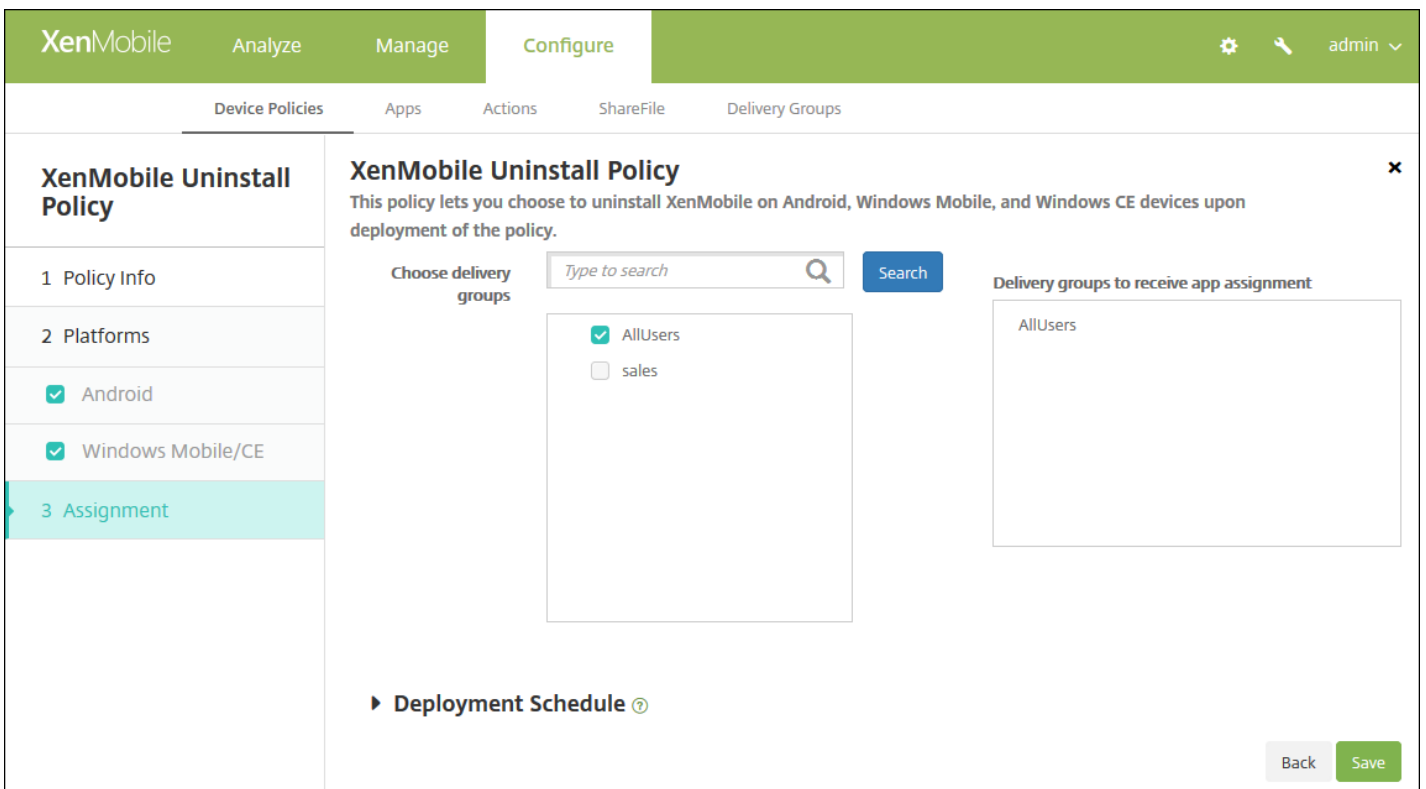 XenMobile Analyze Manage Configure admin
Device Policies Apps Actions ShareFile Delivery Groups
XenMobile Uninstall
Policy
1 Policy Info
2 Platforms
Android
Windows Mobile/CE
3 Assignment
XenMobile Uninstall Policy
This policy lets you choose to uninstall XenMobile on Android, Windows Mobile, and Windows CE devices upon
deployment of the policy.
Choose delivery
groups
Type to search
Search
AllUsers
sales
Delivery groups to receive app assignment
AllUsers
Deployment Schedule ?
Back Save